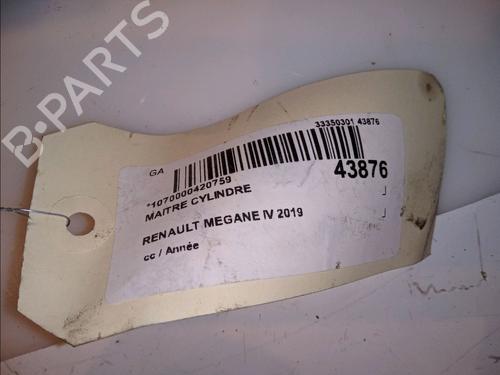 B-PARTS
33350301 43876
GA
43876
*1070000420759
MAITRE CYLINDRE
RENAULT MEGANE IV 2019
cc / Année